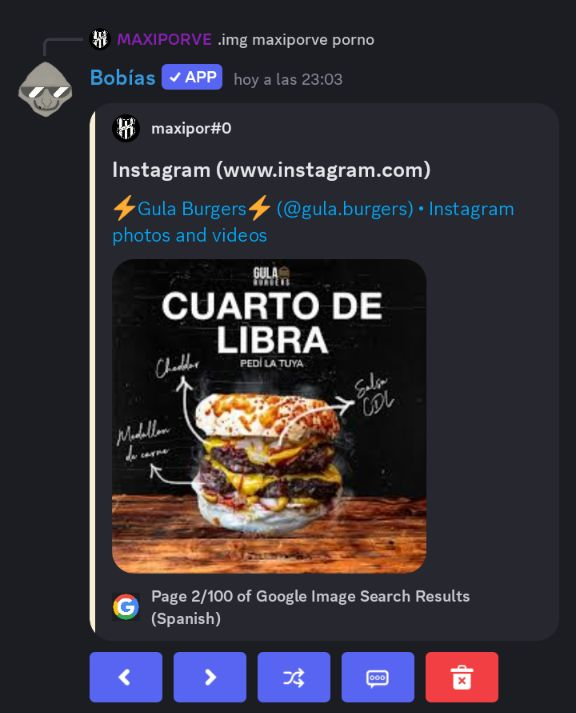 MAXIPORVE .img maxiporve porno
Bobías ✓ APP hoy a las 23:03
maxipor#0
Instagram (www.instagram.com)
⚡Gula Burgers⚡ (@gula.burgers) • Instagram
photos and videos
GULA
BURGERS
CUARTO DE
LIBRA
PEDÍ LA TUYA
Cheddar
Salsa
CDL
Medallon
de carne
Page 2/100 of Google Image Search Results
(Spanish)